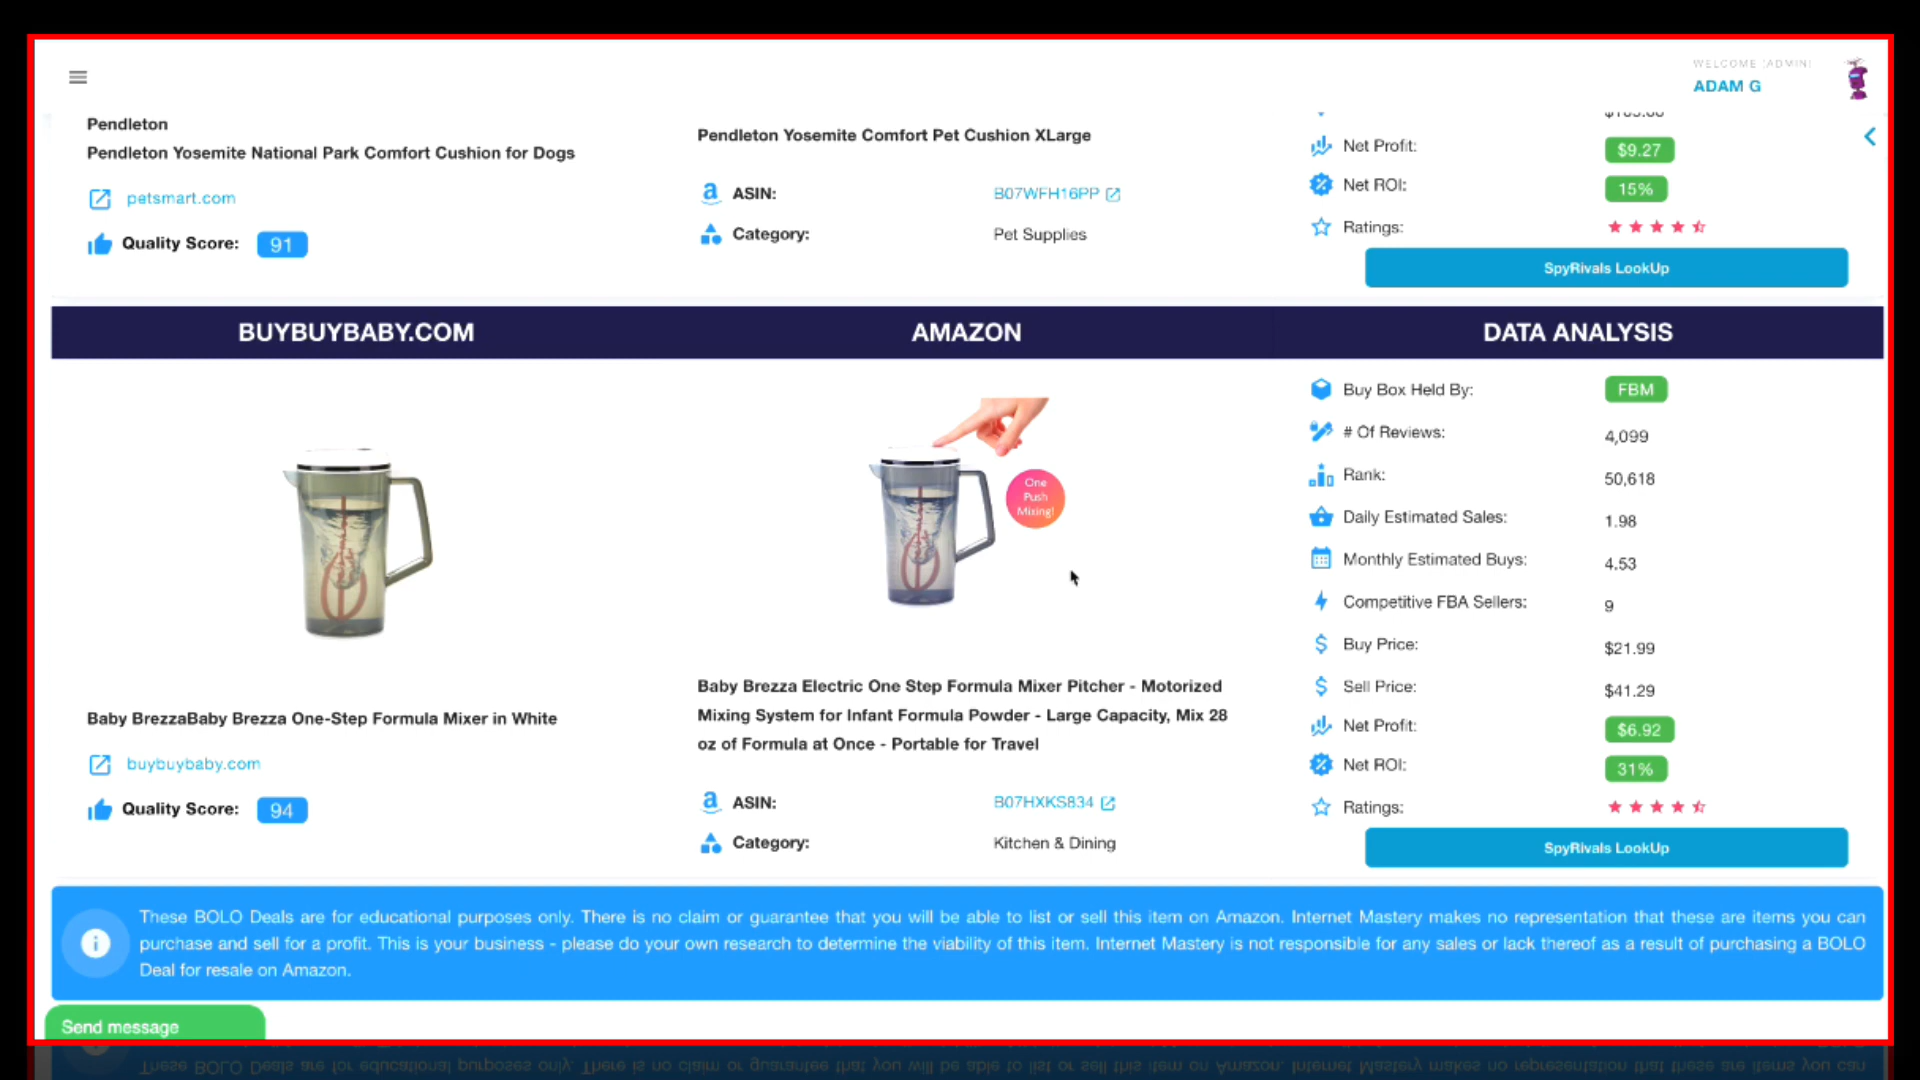 WELCOME (ADMIN)
ADAM G
Pendleton
Pendleton Yosemite National Park Comfort Cushion for Dogs
petsmart.com
Quality Score: 91
Pendleton Yosemite Comfort Pet Cushion XLarge
ASIN: B07WFH16PP
Category: Pet Supplies
Net Profit: $9.27
Net ROI: 15%
Ratings:
SpyRivals LookUp
BUYBUYBABY.COM
AMAZON
DATA ANALYSIS
Baby BrezzaBaby Brezza One-Step Formula Mixer in White
buybuybaby.com
Quality Score: 94
One
Push
Mixing!
Baby Brezza Electric One Step Formula Mixer Pitcher - Motorized
Mixing System for Infant Formula Powder - Large Capacity, Mix 28
oz of Formula at Once - Portable for Travel
ASIN: B07HXKS834
Category: Kitchen & Dining
Buy Box Held By: FBM
# Of Reviews: 4,099
Rank: 50,618
Daily Estimated Sales: 1.98
Monthly Estimated Buys: 4.53
Competitive FBA Sellers: 9
Buy Price: $21.99
Sell Price: $41.29
Net Profit: $6.92
Net ROI: 31%
Ratings:
SpyRivals LookUp
These BOLO Deals are for educational purposes only. There is no claim or guarantee that you will be able to list or sell this item on Amazon. Internet Mastery makes no representation that these are items you can
purchase and sell for a profit. This is your business - please do your own research to determine the viability of this item. Internet Mastery is not responsible for any sales or lack thereof as a result of purchasing a BOLO
Deal for resale on Amazon.
Send message